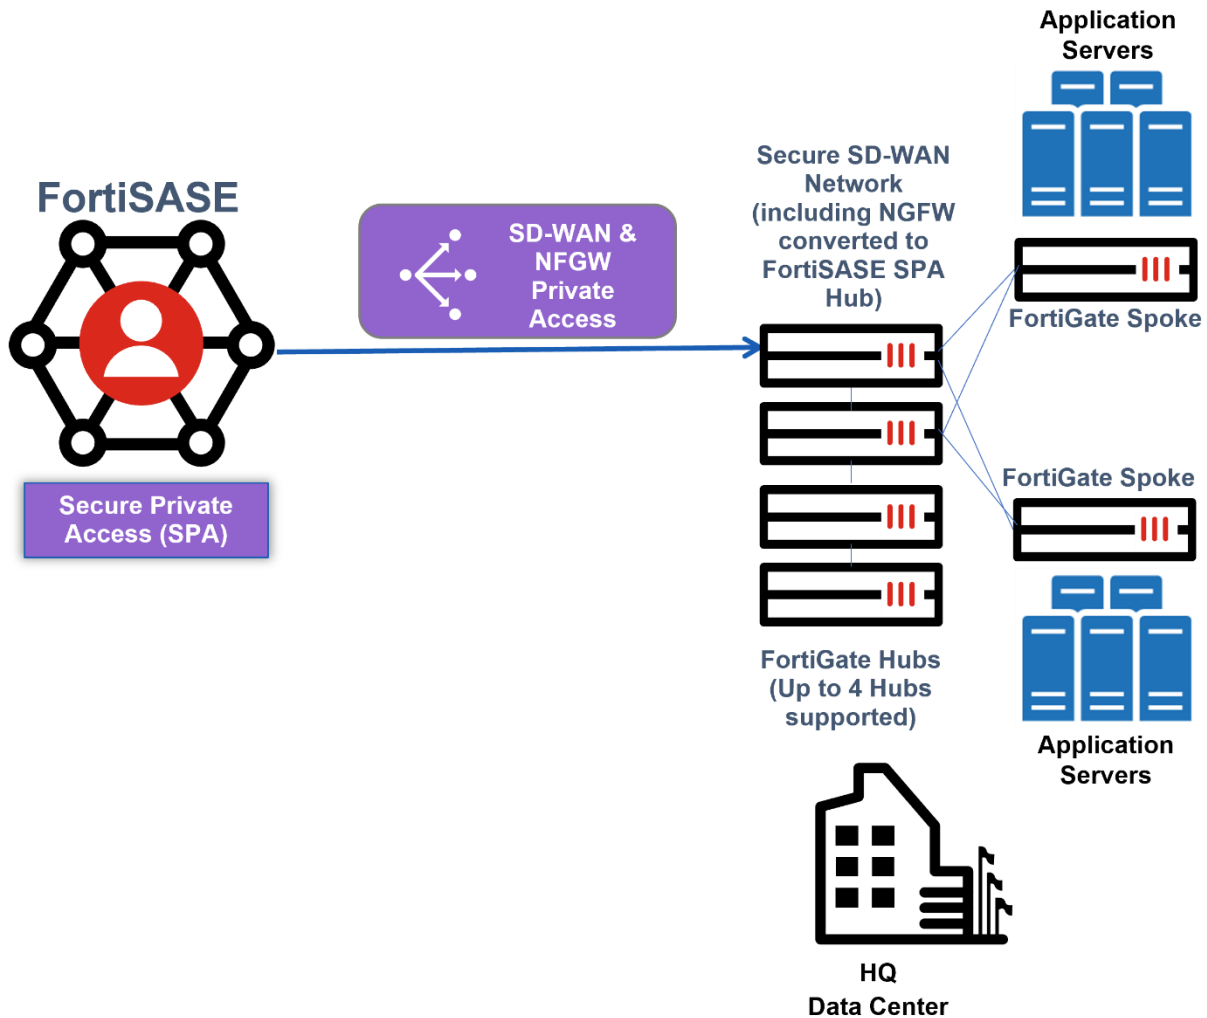 FortiSASE
Secure Private
Access (SPA)
SD-WAN &
NFGW
Private
Access
Secure SD-WAN
Network
(including NGFW
converted to
FortiSASE SPA
Hub)
FortiGate Hubs
(Up to 4 Hubs
supported)
HQ
Data Center
Application
Servers
FortiGate Spoke
FortiGate Spoke
Application
Servers